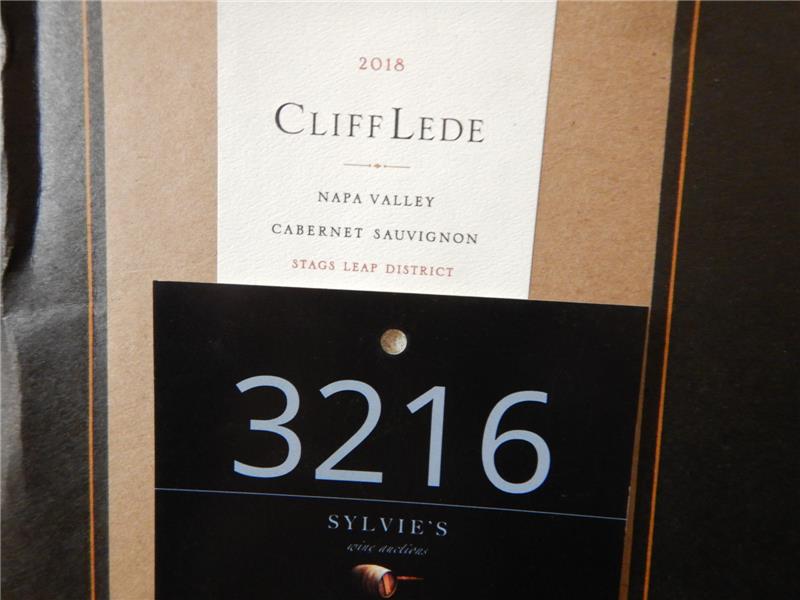 2018
CLIFF LEDE
NAPA VALLEY
CABERNET SAUVIGNON
STAGS LEAP DISTRICT
3216
SYLVIE'S
wine auctions